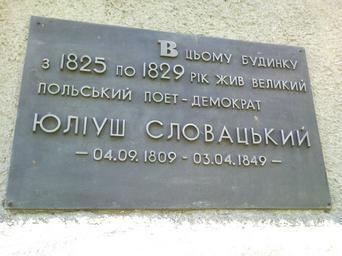 В ЦЬОМУ БУДИНКУ
З 1825 ПО 1829 РІК ЖИВ ВЕЛИКИЙ
ПОЛЬСЬКИЙ ПОЕТ-ДЕМОКРАТ
ЮЛІУШ СЛОВАЦЬКИЙ
— 04.09.1809 - 03.04.1849 —